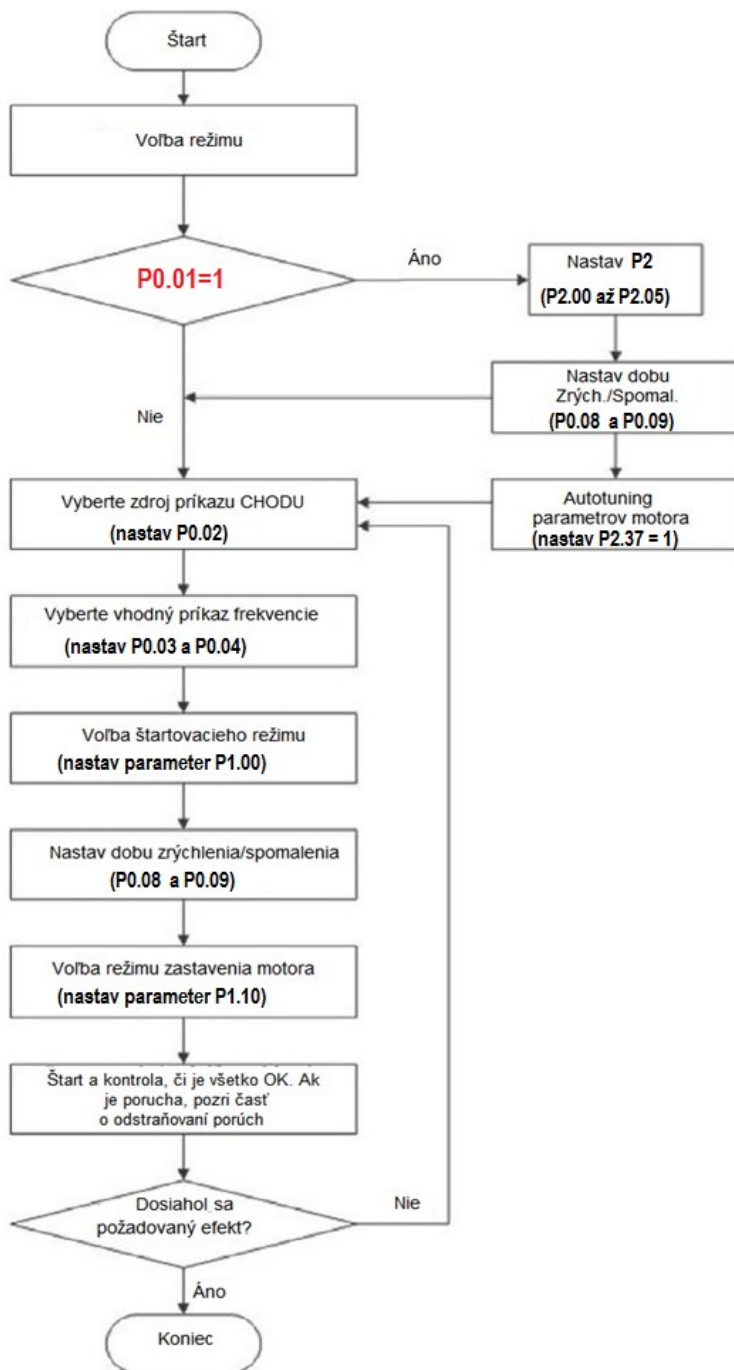 Štart
Voľba režimu
P0.01=1
Áno
Nastav P2
(P2.00 až P2.05)
Nastav dobu
Zrých./Spomal.
(P0.08 a P0.09)
Nie
Autotuning
parametrov motora
(nastav P2.37 = 1)
Vyberte zdroj príkazu CHODU
(nastav P0.02)
Vyberte vhodný príkaz frekvencie
(nastav P0.03 a P0.04)
Voľba štartovacieho režimu
(nastav parameter P1.00)
Nastav dobu zrýchlenia/spomalenia
(P0.08 a P0.09)
Voľba režimu zastavenia motora
(nastav parameter P1.10)
Štart a kontrola, či je všetko OK. Ak
je porucha, pozri časť
o odstraňovaní porúch
Dosiahol sa
požadovaný efekt?
Nie
Áno
Koniec